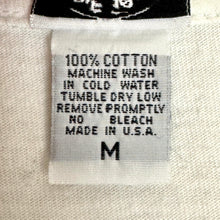 100% COTTON
MACHINE WASH
IN COLD WATER
TUMBLE DRY LOW
REMOVE PROMPTLY
NO BLEACH
MADE IN U.S.A.
M